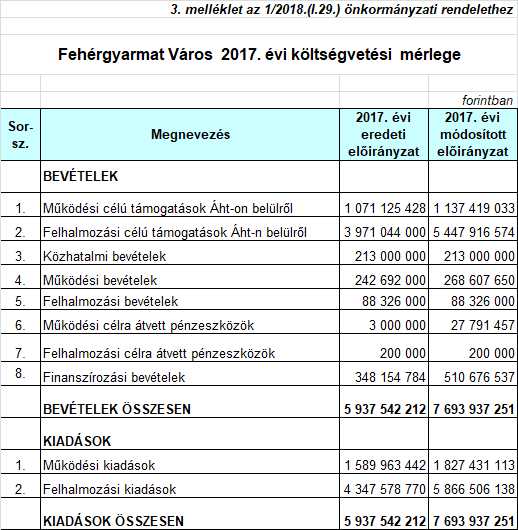 3. melléklet az 1/2018.(I.29.) önkormányzati rendelethez
Fehérgyarmat Város 2017. évi költségvetési mérlege
forintban
Sor-sz. Megnevezés 2017. évi eredeti előirányzat 2017. évi módosított előirányzat
BEVÉTELEK
1. Működési célú támogatások Áht-on belülről 1 071 125 428 1 137 419 033
2. Felhalmozási célú támogatások Áht-n belülről 3 971 044 000 5 447 916 574
3. Közhatalmi bevételek 213 000 000 213 000 000
4. Működési bevételek 242 692 000 268 607 650
5. Felhalmozási bevételek 88 326 000 88 326 000
6. Működési célra átvett pénzeszközök 3 000 000 27 791 457
7. Felhalmozási célra átvett pénzeszközök 200 000 200 000
8. Finanszírozási bevételek 348 154 784 510 676 537
BEVÉTELEK ÖSSZESEN 5 937 542 212 7 693 937 251
KIADÁSOK
1. Működési kiadások 1 589 963 442 1 827 431 113
2. Felhalmozási kiadások 4 347 578 770 5 866 506 138
KIADÁSOK ÖSSZESEN 5 937 542 212 7 693 937 251